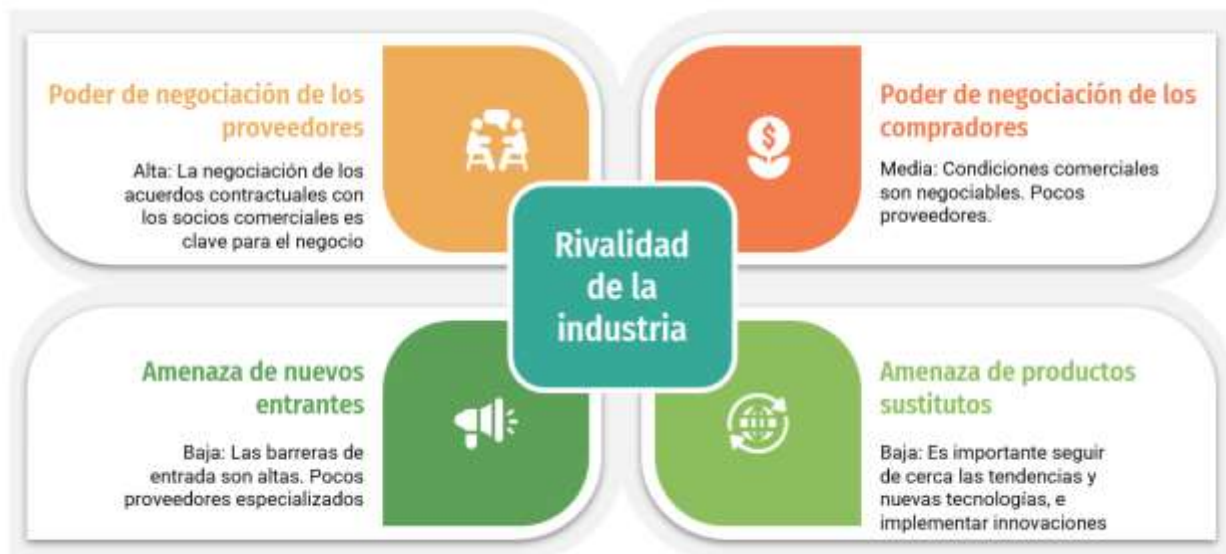 Poder de negociación de los
proveedores
Alta: La negociación de los
acuerdos contractuales con
los socios comerciales es
clave para el negocio
Poder de negociación de los
compradores
Media: Condiciones comerciales
son negociables. Pocos
proveedores.
Rivalidad
de la
industria
Amenaza de nuevos
entrantes
Baja: Las barreras de
entrada son altas. Pocos
proveedores especializados
Amenaza de productos
sustitutos
Baja: Es importante seguir
de cerca las tendencias y
nuevas tecnologías, e
implementar innovaciones